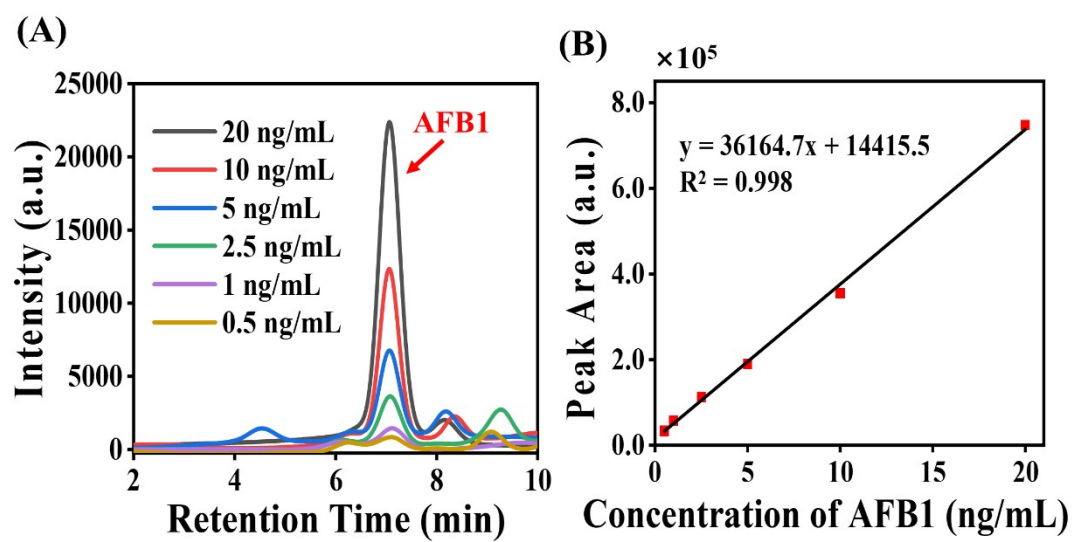 (A)
25000
20000
15000
10000
5000
0
Intensity (a.u.)
20 ng/mL
10 ng/mL
5 ng/mL
2.5 ng/mL
1 ng/mL
0.5 ng/mL
AFB1
2
4
6
8
10
Retention Time (min)
(B)
×10⁵
8.0
6.0
4.0
2.0
0.0
Peak Area (a.u.)
y = 36164.7x + 14415.5
R² = 0.998
0
5
10
15
20
Concentration of AFB1 (ng/mL)